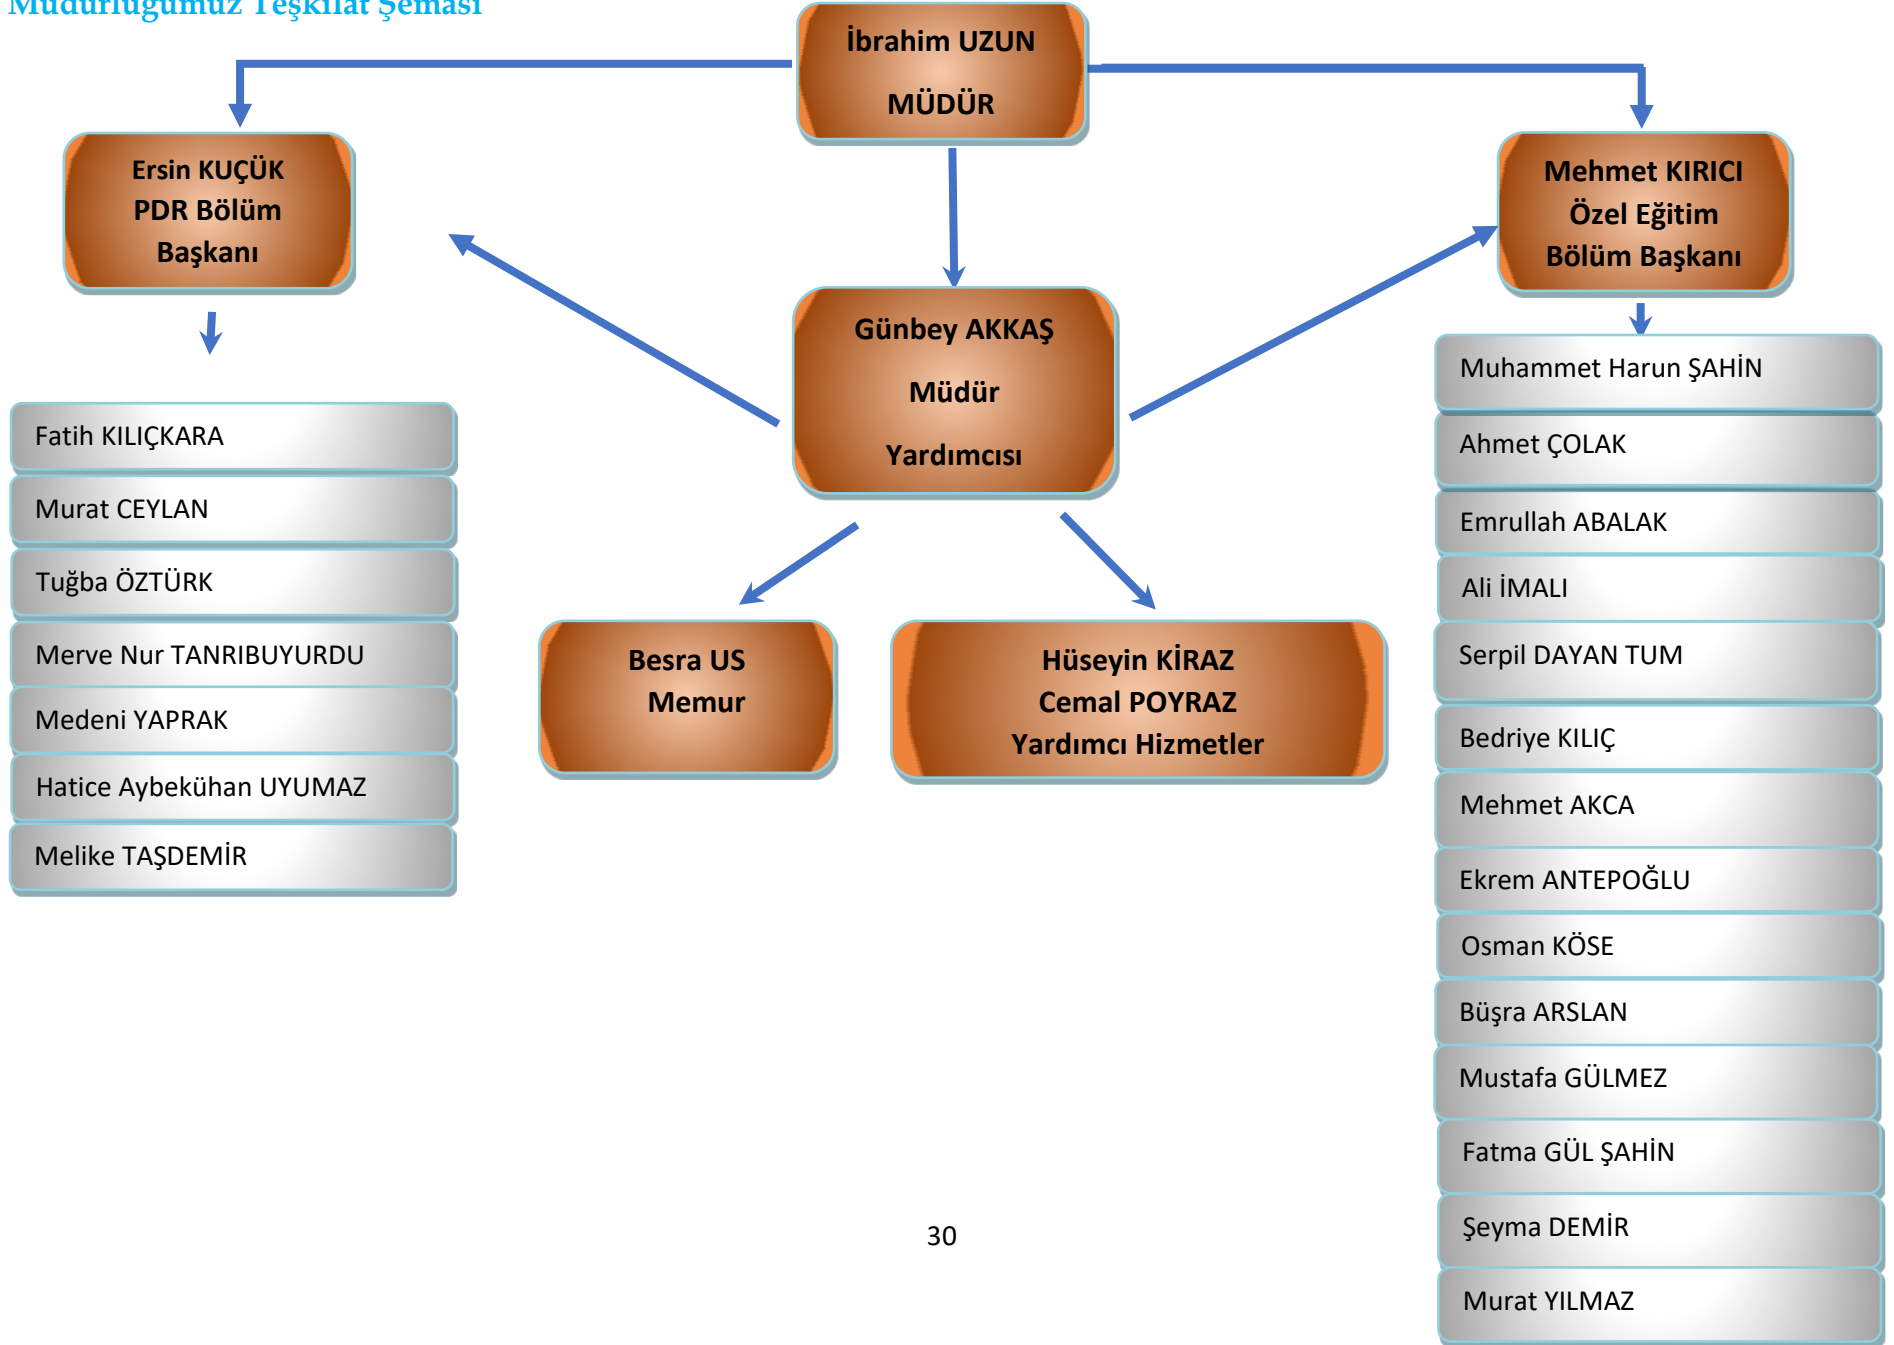 Müdürlüğümüz Teşkilat Şeması
İbrahim UZUN
MÜDÜR
Ersin KUÇÜK
PDR Bölüm
Başkanı
Mehmet KIRICI
Özel Eğitim
Bölüm Başkanı
Günbey AKKAŞ
Müdür
Yardımcısı
Fatih KILIÇKARA
Murat CEYLAN
Tuğba ÖZTÜRK
Merve Nur TANRIBUYURDU
Medeni YAPRAK
Hatice Aybekühan UYUMAZ
Melike TAŞDEMİR
Besra US
Memur
Hüseyin KİRAZ
Cemal POYRAZ
Yardımcı Hizmetler
Muhammet Harun ŞAHİN
Ahmet ÇOLAK
Emrullah ABALAK
Ali İMALI
Serpil DAYAN TUM
Bedriye KILIÇ
Mehmet AKCA
Ekrem ANTEPOĞLU
Osman KÖSE
Büşra ARSLAN
Mustafa GÜLMEZ
Fatma GÜL ŞAHİN
Şeyma DEMİR
Murat YILMAZ
30